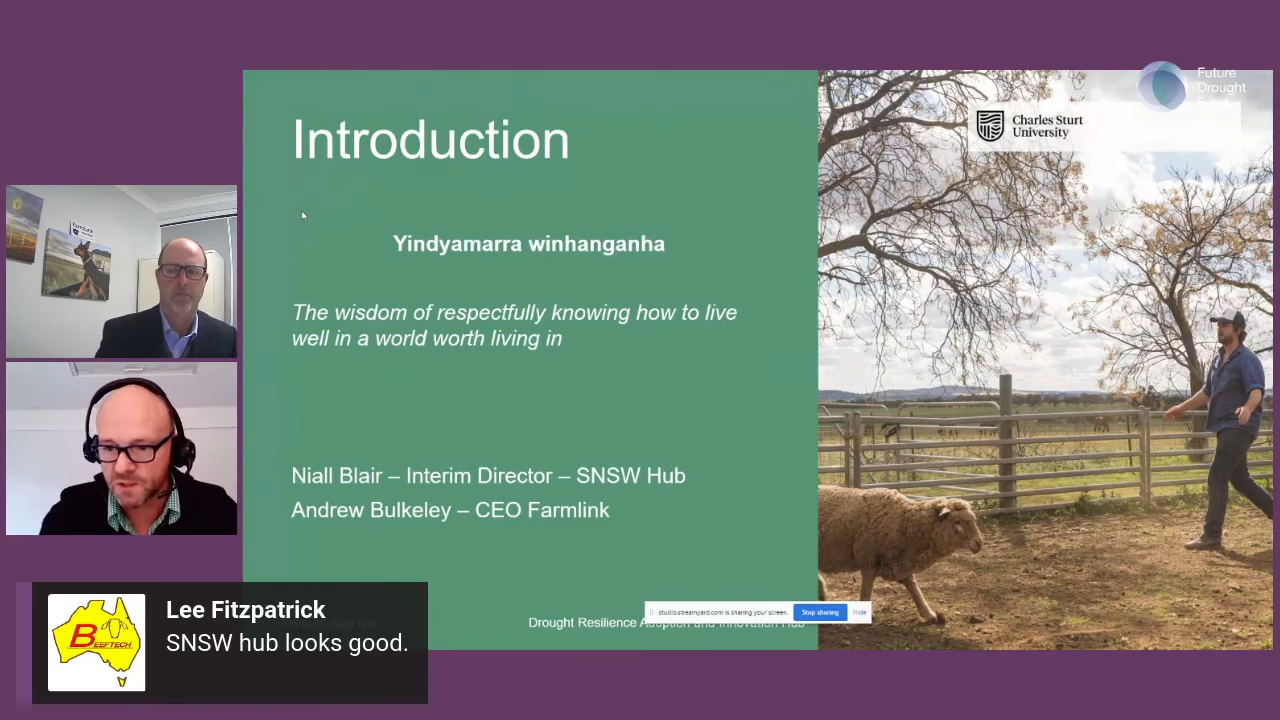 Introduction
Yindyamarra winhanganha
The wisdom of respectfully knowing how to live
well in a world worth living in
Niall Blair – Interim Director – SNSW Hub
Andrew Bulkeley – CEO Farmlink
Drought Resilience Adoption and Innovation Hub
studio.streamyard.com is sharing your screen.
Stop sharing
Hide
Future
Drought
Fund
Charles Sturt
University
BEEFTECH
Lee Fitzpatrick
SNSW hub looks good.